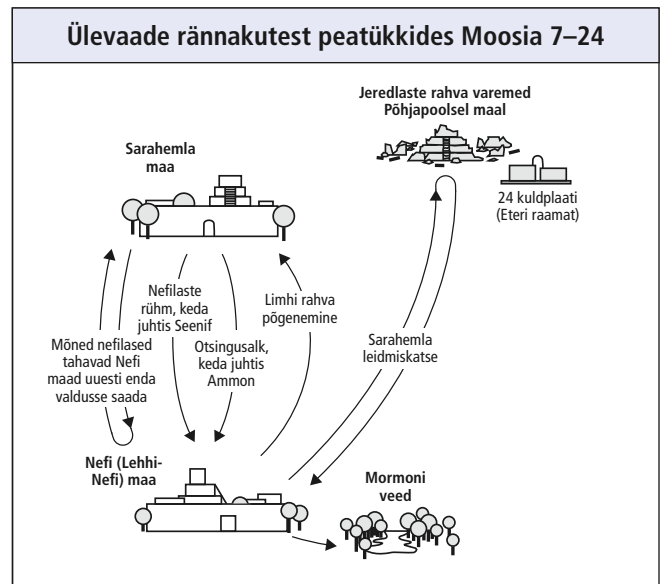 Ülevaade rännakutest peatükkides Moosia 7–24
Jeredlaste rahva varemed
Põhjapoolsel maal
Sarahemla
maa
24 kuldplaati
(Eteri raamat)
Nefilaste
rühm, keda
juhtis Seenif
Limhi rahva
põgenemine
Mõned nefilased
tahavad Nefi
maad uuesti enda
valdusse saada
Otsingusalk,
keda juhtis
Ammon
Sarahemla
leidmiskatse
Nefi (Lehhi-
Nefi) maa
Mormoni
veed